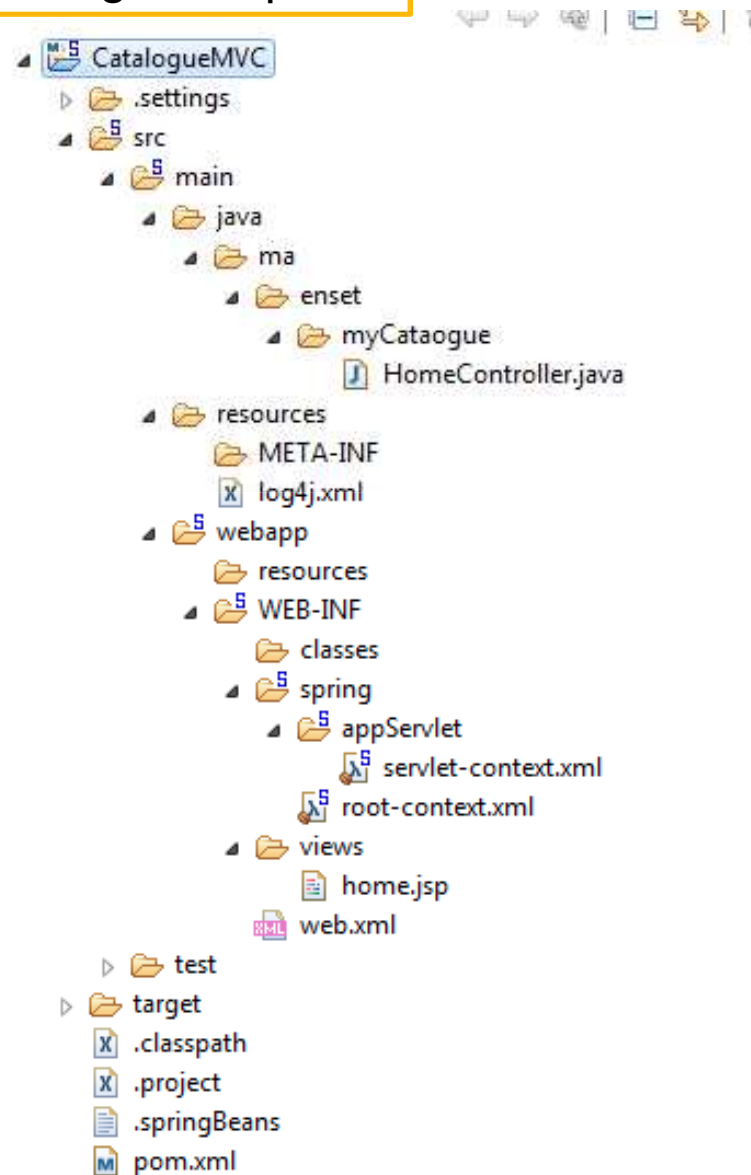 CatalogueMVC
.settings
src
main
java
ma
enset
myCataogue
HomeController.java
resources
META-INF
log4j.xml
webapp
resources
WEB-INF
classes
spring
appServlet
servlet-context.xml
root-context.xml
views
home.jsp
web.xml
test
target
.classpath
.project
.springBeans
pom.xml